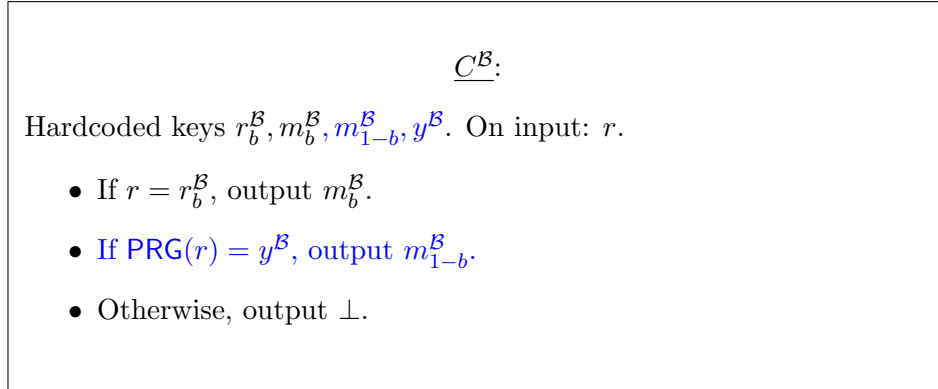 C^ℬ:
Hardcoded keys r_b^ℬ, m_b^ℬ, m_{1−b}^ℬ, y^ℬ. On input: r.
• If r = r_b^ℬ, output m_b^ℬ.
• If PRG(r) = y^ℬ, output m_{1−b}^ℬ.
• Otherwise, output ⊥.